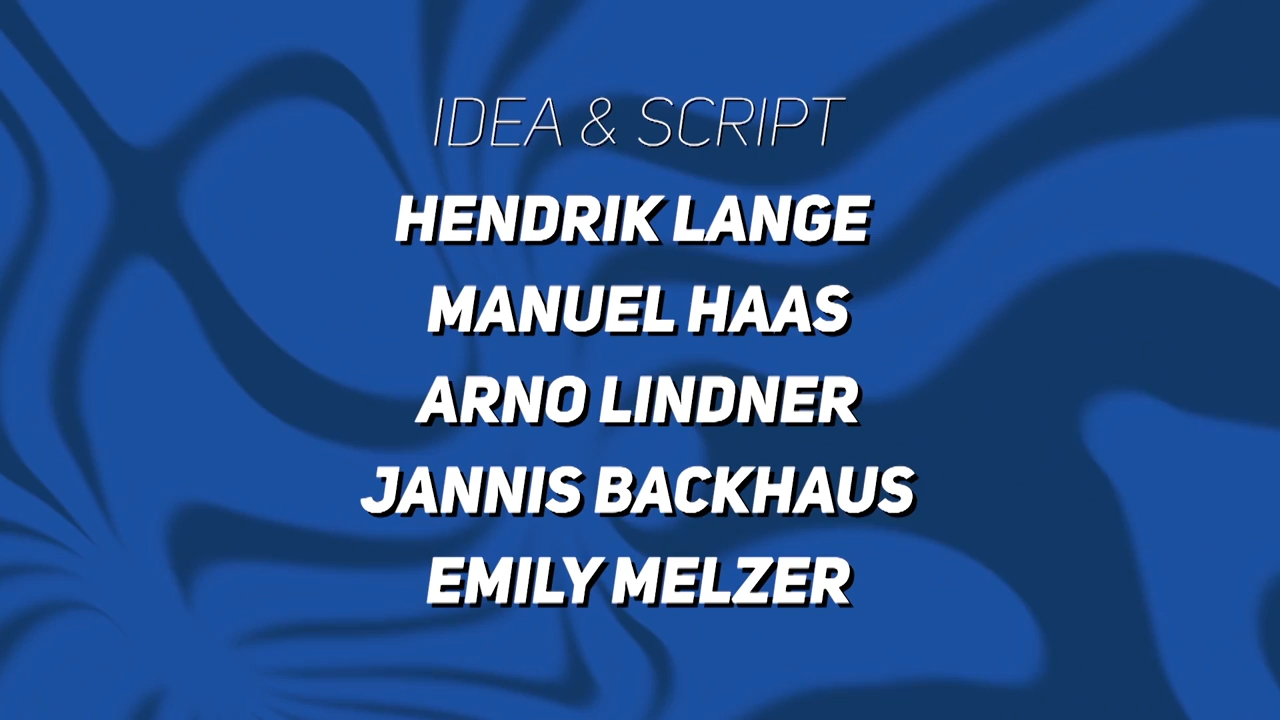 IDEA & SCRIPT
HENDRIK LANGE
MANUEL HAAS
ARNO LINDNER
JANNIS BACKHAUS
EMILY MELZER